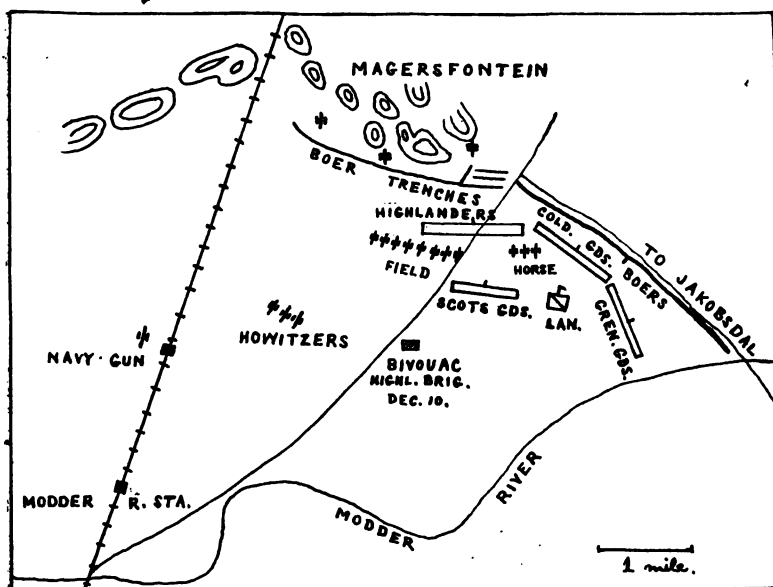 MAGERSFONTEIN
BOER TRENCHES
HIGHLANDERS
COLD. GDS.
BOERS
TO JAKOBSDAL
FIELD
HORSE
SCOTS GDS.
LAN.
GREN. GDS.
HOWITZERS
NAVY·GUN
BIVOUAC
HIGHL. BRIG.
DEC. 10.
MODDER R. STA.
MODDER RIVER
1 mile.